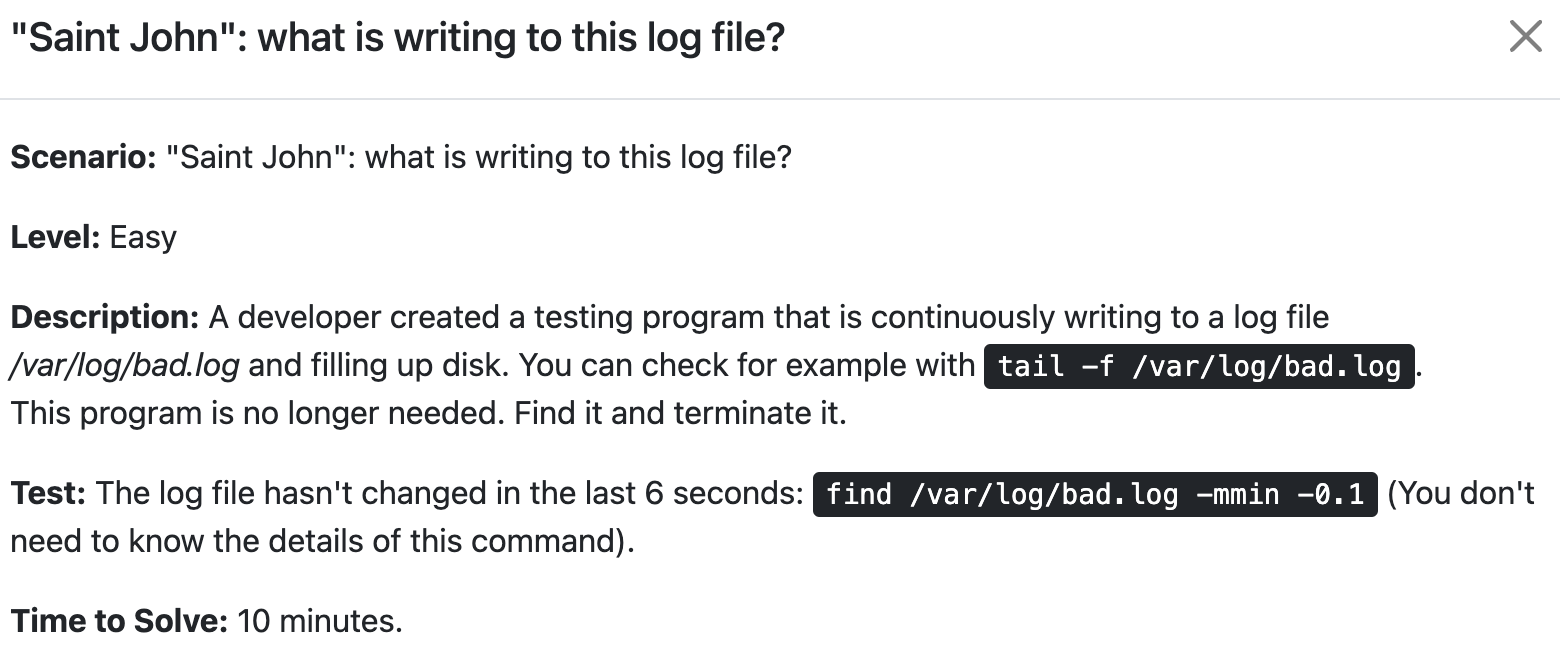 "Saint John": what is writing to this log file?
Scenario: "Saint John": what is writing to this log file?
Level: Easy
Description: A developer created a testing program that is continuously writing to a log file
/var/log/bad.log and filling up disk. You can check for example with tail -f /var/log/bad.log.
This program is no longer needed. Find it and terminate it.
Test: The log file hasn't changed in the last 6 seconds: find /var/log/bad.log -mmin -0.1 (You don't
need to know the details of this command).
Time to Solve: 10 minutes.